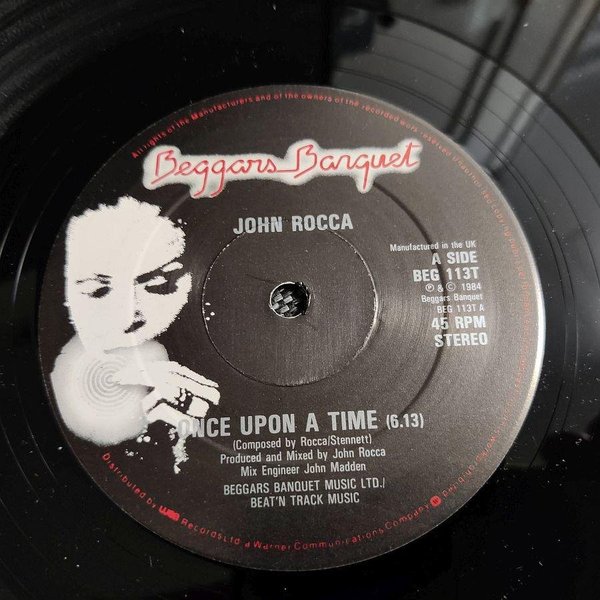 All rights of the Manufacturers and of the owners of the recorded work reserved
Beggars Banquet
JOHN ROCCA
Manufactured in the UK
A SIDE
BEG 113T
℗ & © 1984
Beggars Banquet
BEG 113T A
45 RPM
STEREO
ONCE UPON A TIME (6.13)
(Composed by Rocca/Stennett)
Produced and Mixed by John Rocca
Mix Engineer John Madden
BEGGARS BANQUET MUSIC LTD./
BEAT'N TRACK MUSIC
Distributed by wea Records Ltd. a Warner Communications Company